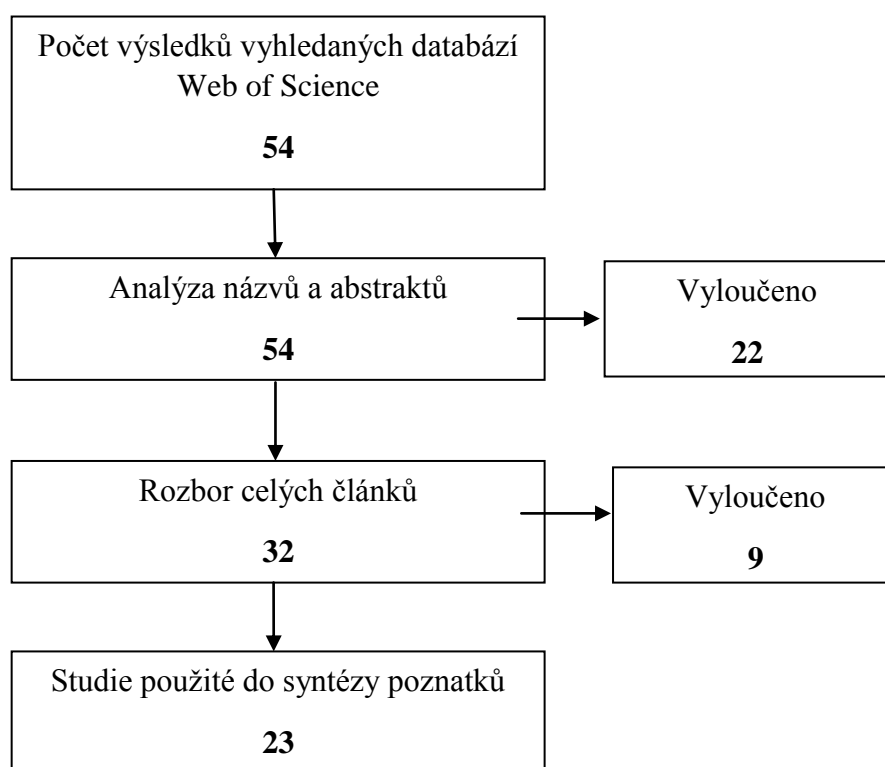 Počet výsledků vyhledaných databází
Web of Science
54
Analýza názvů a abstraktů
54
Vyloučeno
22
Rozbor celých článků
32
Vyloučeno
9
Studie použité do syntézy poznatků
23